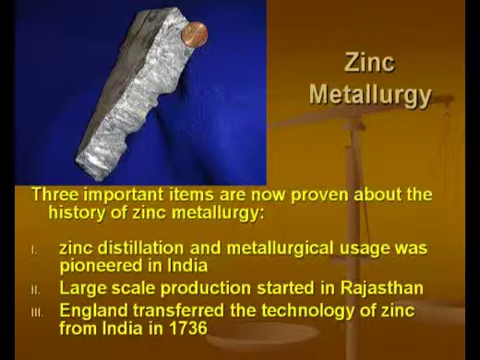 Zinc
Metallurgy
Three important items are now proven about the
history of zinc metallurgy:
I. zinc distillation and metallurgical usage was
pioneered in India
II. Large scale production started in Rajasthan
III. England transferred the technology of zinc
from India in 1736